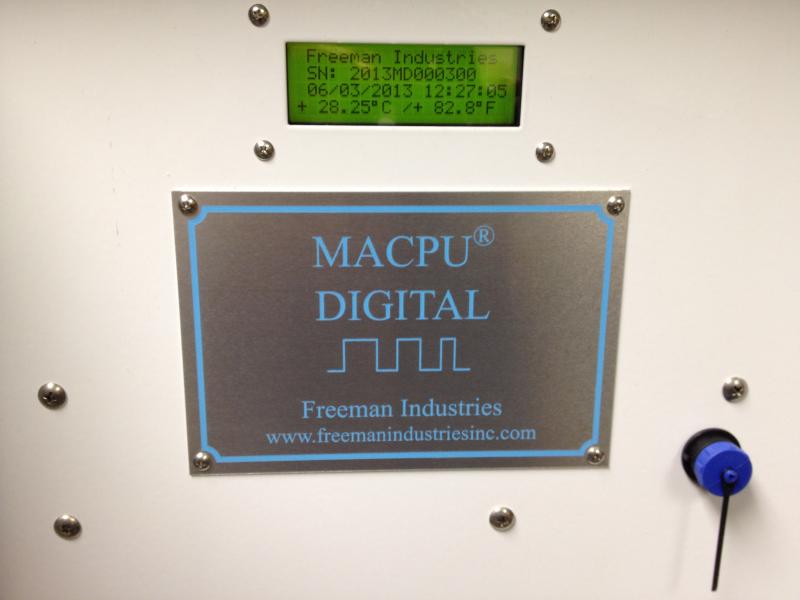 Freeman Industries
SN: 2013MD000300
06/03/2013 12:27:05
+ 28.25°C /+ 82.8°F
MACPU®
DIGITAL
Freeman Industries
www.freemanindustriesinc.com